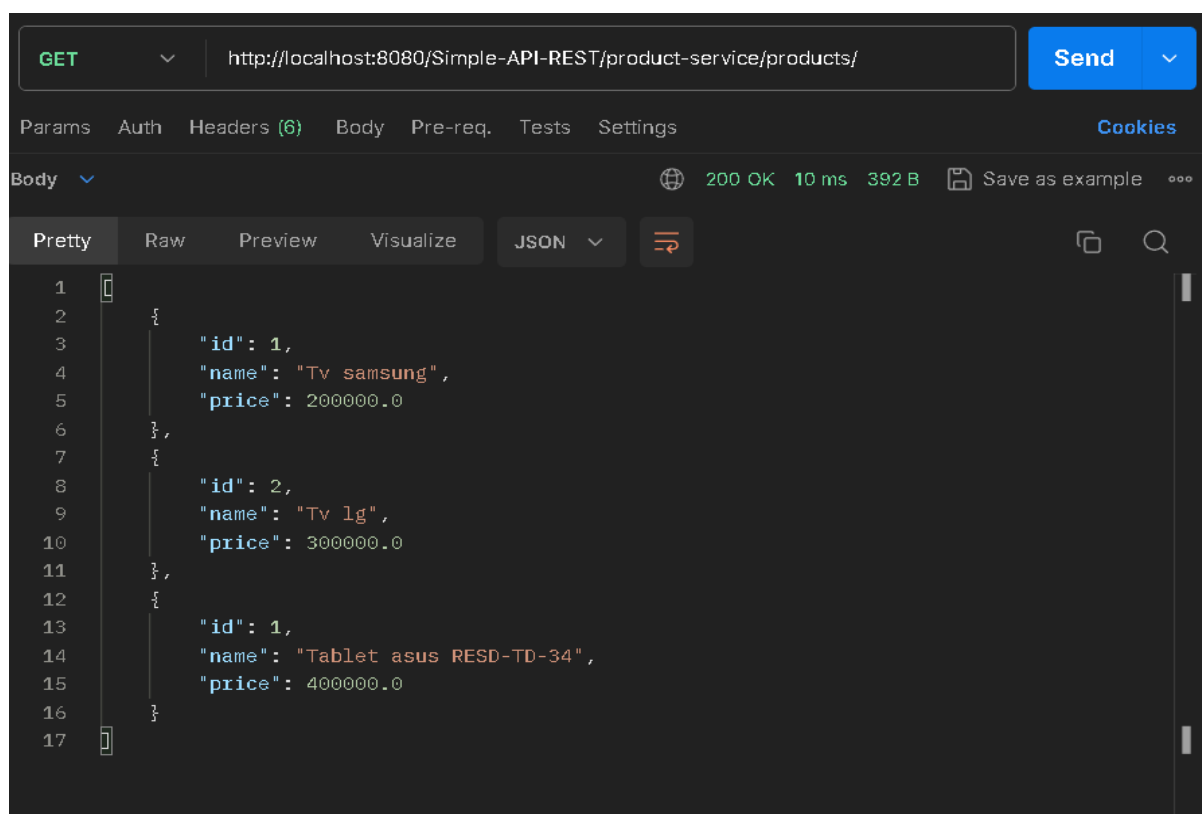 GET http://localhost:8080/Simple-API-REST/product-service/products/ Send
Params Auth Headers (6) Body Pre-req. Tests Settings Cookies
Body 200 OK 10 ms 392 B Save as example
Pretty Raw Preview Visualize JSON
1 [
2 {
3 "id": 1,
4 "name": "Tv samsung",
5 "price": 200000.0
6 },
7 {
8 "id": 2,
9 "name": "Tv lg",
10 "price": 300000.0
11 },
12 {
13 "id": 1,
14 "name": "Tablet asus RESD-TD-34",
15 "price": 400000.0
16 }
17 ]